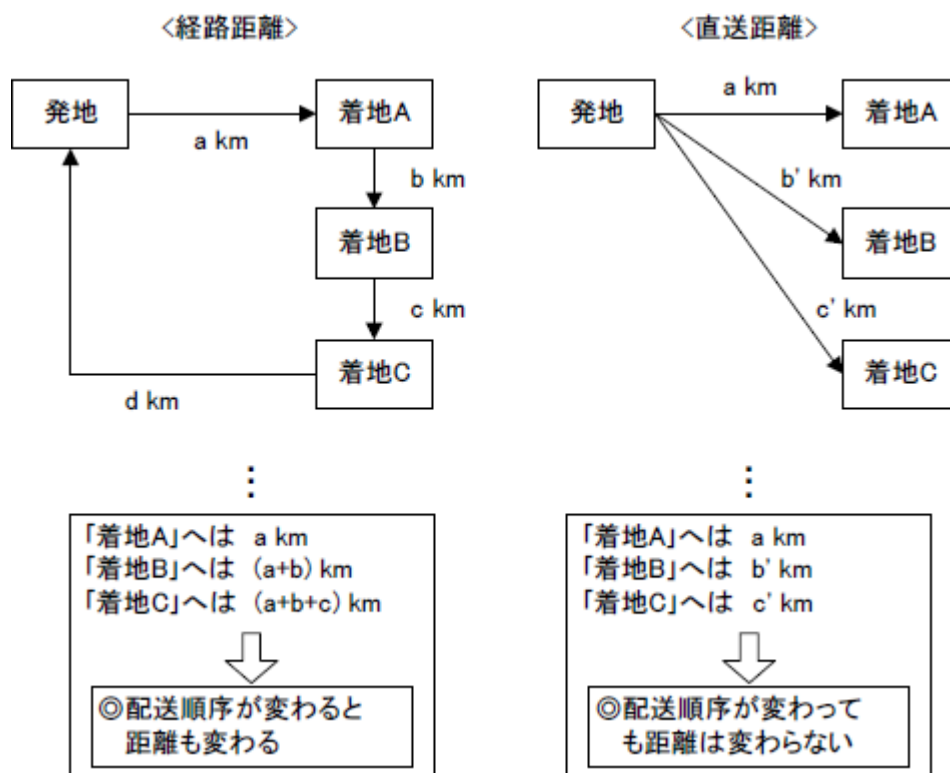 <経路距離>
発地
着地A
a km
b km
着地B
c km
着地C
d km
⋮
「着地A」へは a km
「着地B」へは (a+b) km
「着地C」へは (a+b+c) km
◎配送順序が変わると
距離も変わる
<直送距離>
発地
a km
着地A
b' km
着地B
c' km
着地C
⋮
「着地A」へは a km
「着地B」へは b' km
「着地C」へは c' km
◎配送順序が変わって
も距離は変わらない